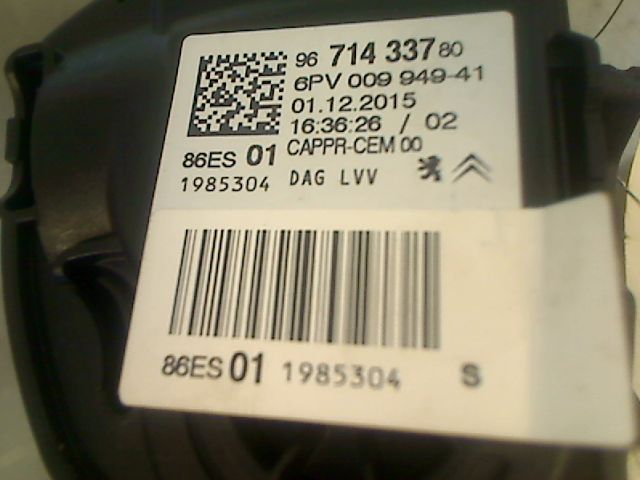 96 714 337 80
6PV 009 949-41
01.12.2015
16:36:26 / 02
CAPPR-CEM 00
86ES 01
1985304 DAG LVV
86ES 01 1985304 S